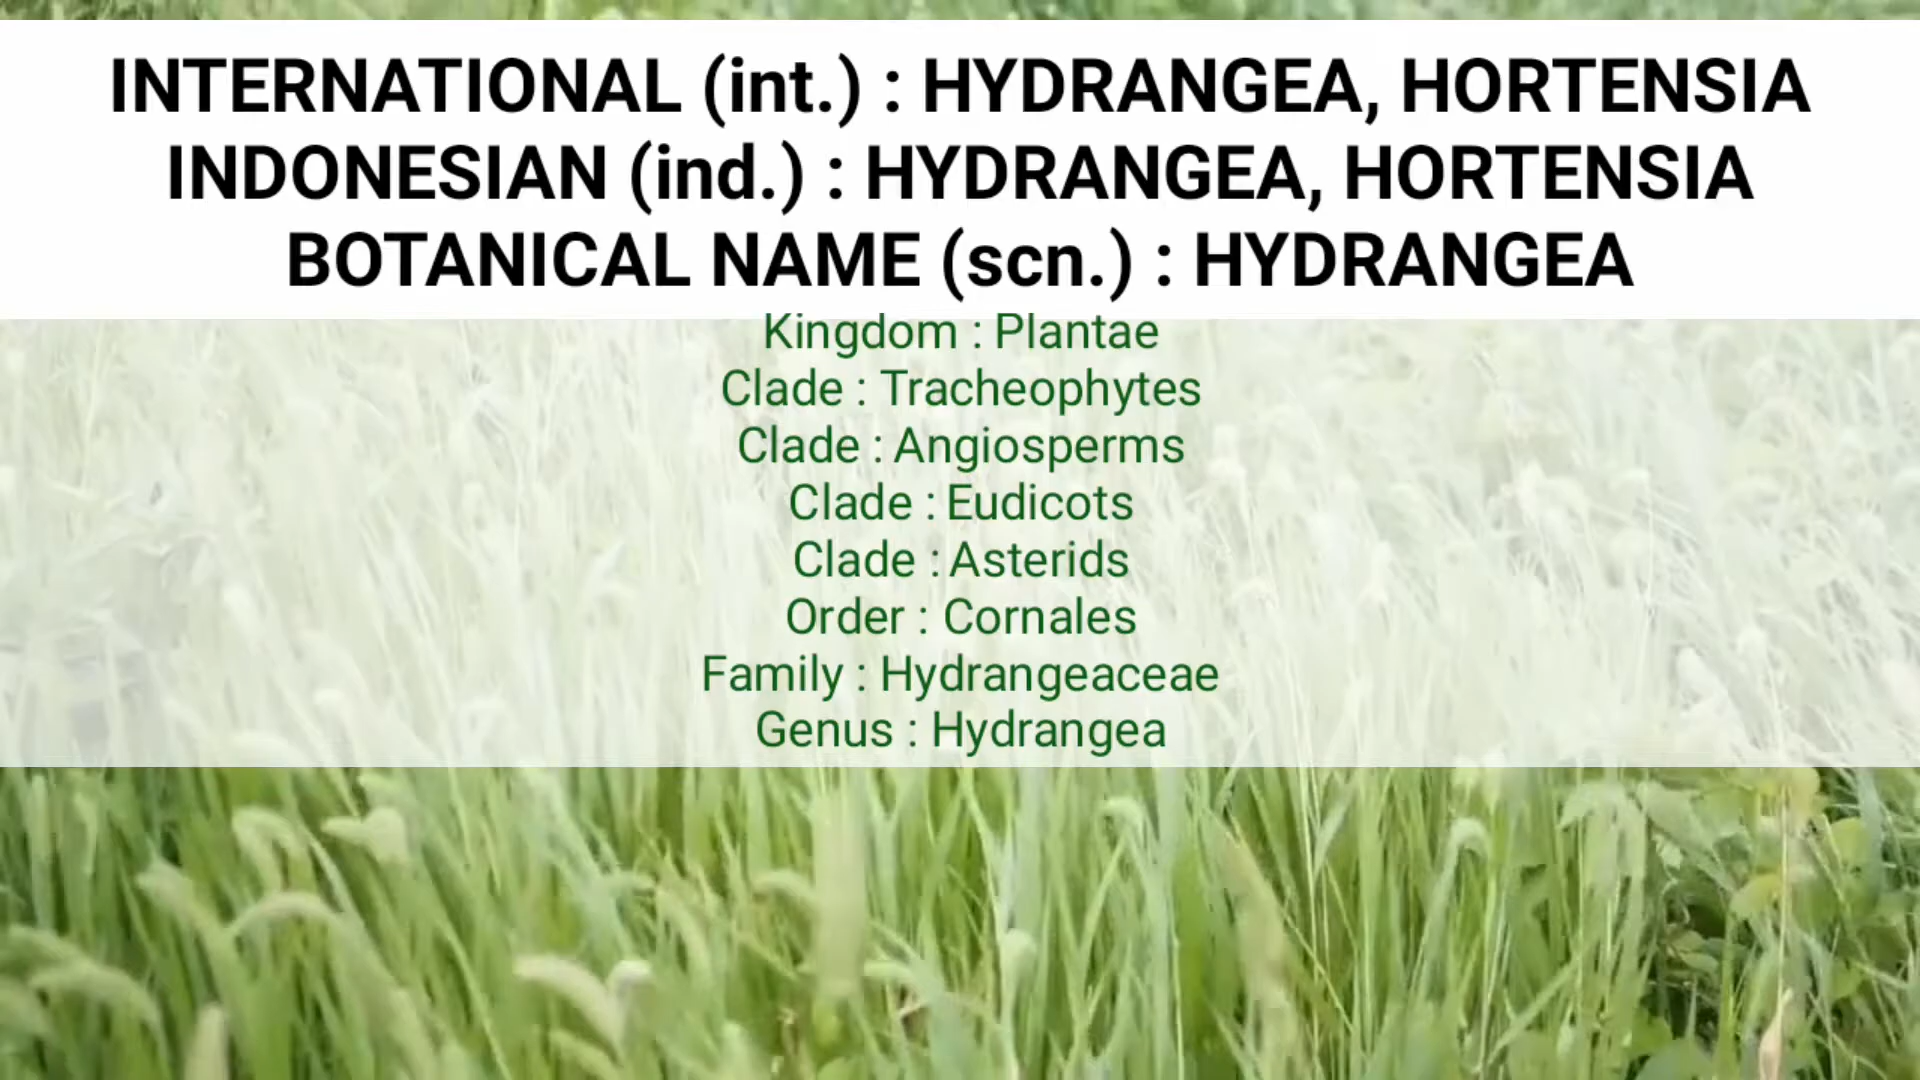 INTERNATIONAL (int.) : HYDRANGEA, HORTENSIA
INDONESIAN (ind.) : HYDRANGEA, HORTENSIA
BOTANICAL NAME (scn.) : HYDRANGEA
Kingdom : Plantae
Clade : Tracheophytes
Clade : Angiosperms
Clade : Eudicots
Clade : Asterids
Order : Cornales
Family : Hydrangeaceae
Genus : Hydrangea